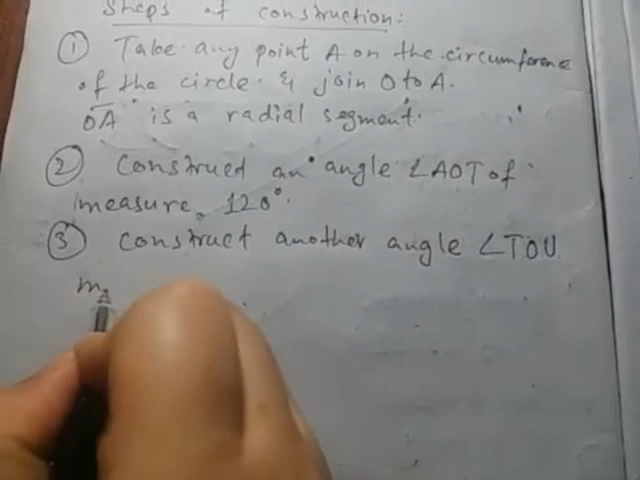 Steps of construction:
① Take any point A on the circumference
of the circle & join O to A.
OA is a radial segment.
② Construed an angle ∠AOT of
measure, 120°.
③ Construct another angle ∠TOU
m